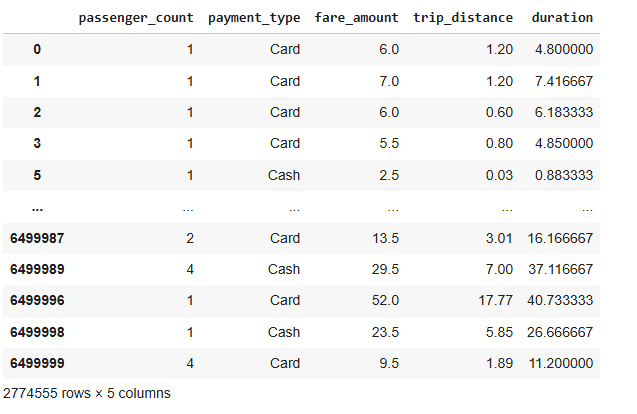 passenger_count payment_type fare_amount trip_distance duration
0 1 Card 6.0 1.20 4.800000
1 1 Card 7.0 1.20 7.416667
2 1 Card 6.0 0.60 6.183333
3 1 Card 5.5 0.80 4.850000
5 1 Cash 2.5 0.03 0.883333
... ... ... ... ... ...
6499987 2 Card 13.5 3.01 16.166667
6499989 4 Cash 29.5 7.00 37.116667
6499996 1 Card 52.0 17.77 40.733333
6499998 1 Cash 23.5 5.85 26.666667
6499999 4 Card 9.5 1.89 11.200000
2774555 rows × 5 columns